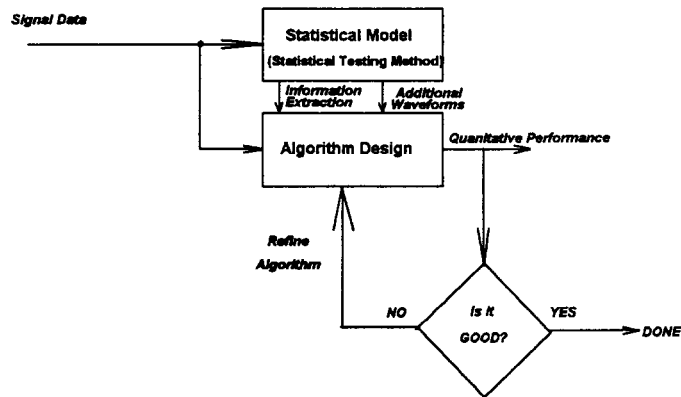 Signal Data
Statistical Model
(Statistical Testing Method)
Information
Extraction
Additional
Waveforms
Algorithm Design
Quanitative Performance
Refine
Algorithm
NO
Is it
GOOD?
YES
DONE